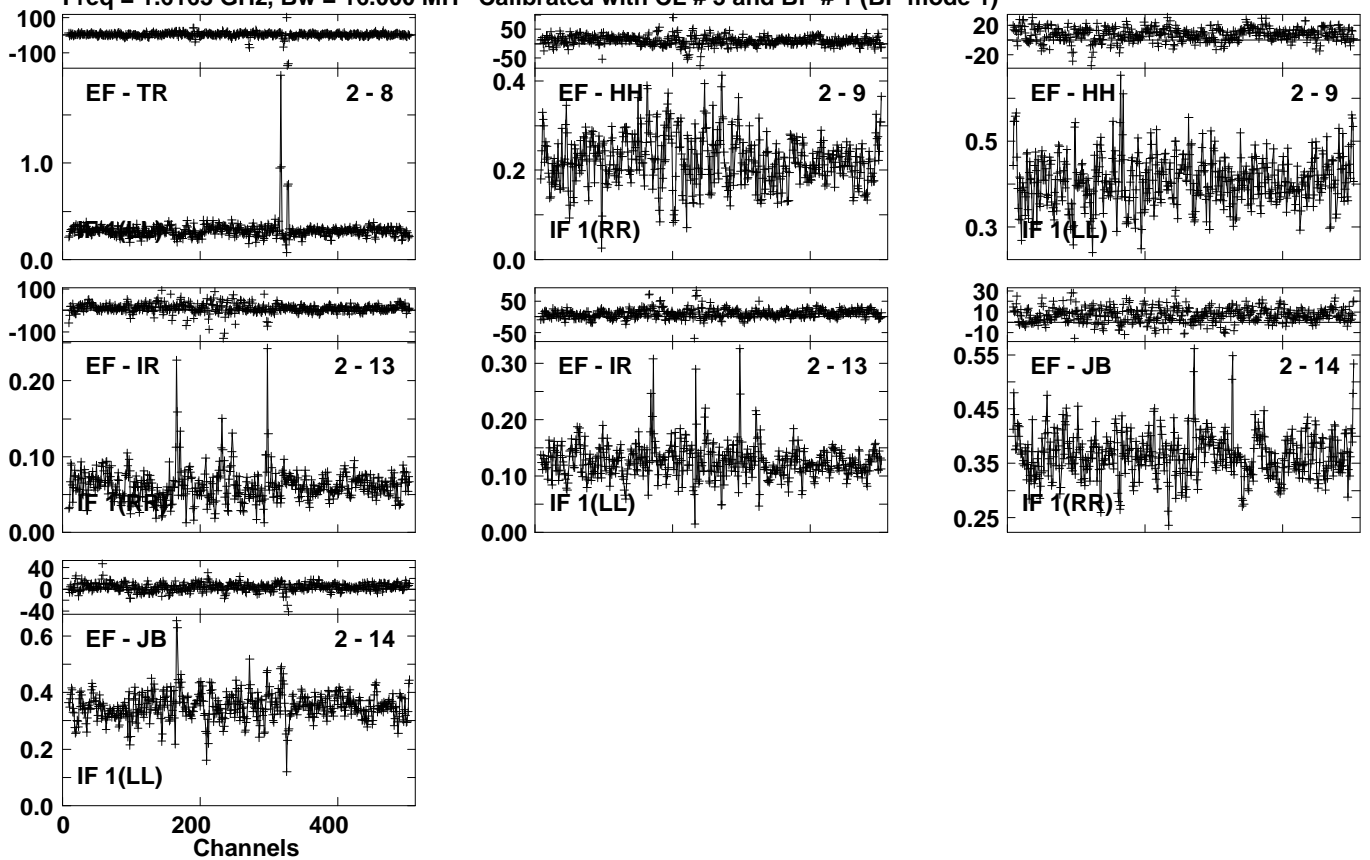 Freq = 1.6163 GHz, Bw = 16.000 MH Calibrated with CL # 3 and BP # 1 (BP mode 1)
100
-100
EF - TR 2 - 8
1.0
0.0
50
-50
0.4
EF - HH 2 - 9
0.2
IF 1(RR)
0.0
20
-20
EF - HH 2 - 9
0.5
0.3
IF 1(LL)
100
-100
EF - IR 2 - 13
0.20
0.10
IF 1(RR)
0.00
50
-50
0.30
EF - IR 2 - 13
0.20
0.10
IF 1(LL)
0.00
30
10
-10
0.55
EF - JB 2 - 14
0.45
0.35
IF 1(RR)
0.25
40
0
-40
0.6
EF - JB 2 - 14
0.4
0.2
IF 1(LL)
0.0
0 200 400
Channels